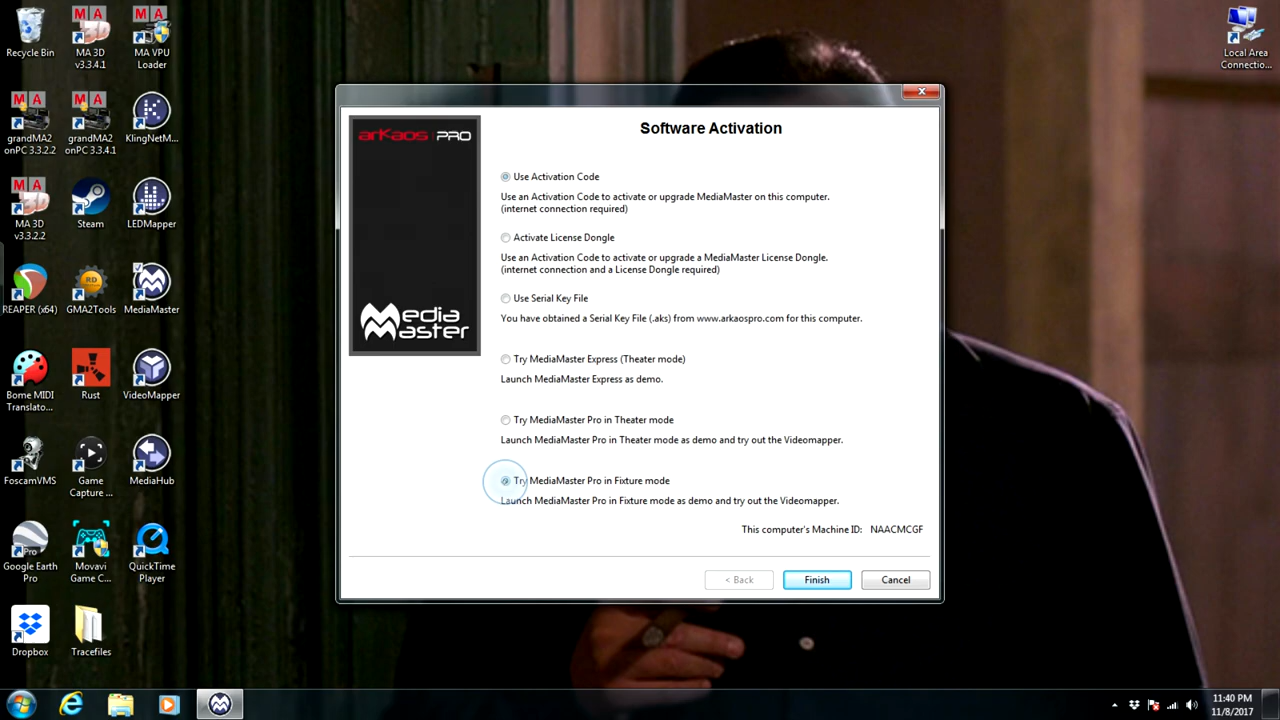 Recycle Bin
MA 3D
v3.3.4.1
MA VPU
Loader
Local Area
Connectio...
grandMA2
onPC 3.3.2.2
grandMA2
onPC 3.3.4.1
KlingNetM...
MA 3D
v3.3.2.2
Steam
LEDMapper
REAPER (x64)
GMA2Tools
MediaMaster
Bome MIDI
Translato...
Rust
VideoMapper
FoscamVMS
Game
Capture ...
MediaHub
Google Earth
Pro
Movavi
Game C...
QuickTime
Player
Dropbox
Tracefiles
arkaos PRO
Media
Master
Software Activation
Use Activation Code
Use an Activation Code to activate or upgrade MediaMaster on this computer.
(internet connection required)
Activate License Dongle
Use an Activation Code to activate or upgrade a MediaMaster License Dongle.
(internet connection and a License Dongle required)
Use Serial Key File
You have obtained a Serial Key File (.aks) from www.arkaospro.com for this computer.
Try MediaMaster Express (Theater mode)
Launch MediaMaster Express as demo.
Try MediaMaster Pro in Theater mode
Launch MediaMaster Pro in Theater mode as demo and try out the Videomapper.
Try MediaMaster Pro in Fixture mode
Launch MediaMaster Pro in Fixture mode as demo and try out the Videomapper.
This computer's Machine ID: NAACMCGF
< Back
Finish
Cancel
11:40 PM
11/8/2017